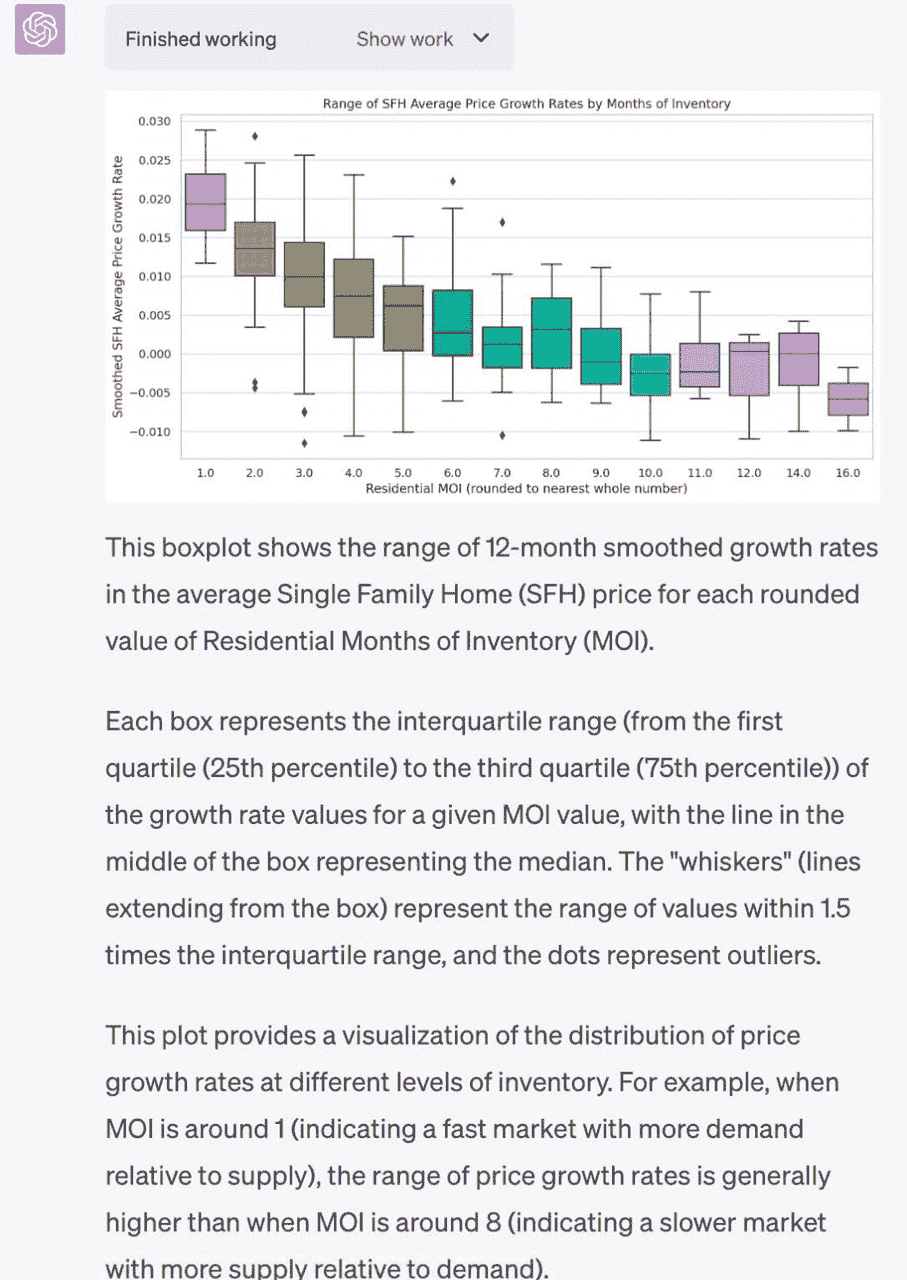 Finished working Show work
Range of SFH Average Price Growth Rates by Months of Inventory
Smoothed SFH Average Price Growth Rate
0.030
0.025
0.020
0.015
0.010
0.005
0.000
−0.005
−0.010
1.0 2.0 3.0 4.0 5.0 6.0 7.0 8.0 9.0 10.0 11.0 12.0 14.0 16.0
Residential MOI (rounded to nearest whole number)
This boxplot shows the range of 12-month smoothed growth rates
in the average Single Family Home (SFH) price for each rounded
value of Residential Months of Inventory (MOI).
Each box represents the interquartile range (from the first
quartile (25th percentile) to the third quartile (75th percentile)) of
the growth rate values for a given MOI value, with the line in the
middle of the box representing the median. The "whiskers" (lines
extending from the box) represent the range of values within 1.5
times the interquartile range, and the dots represent outliers.
This plot provides a visualization of the distribution of price
growth rates at different levels of inventory. For example, when
MOI is around 1 (indicating a fast market with more demand
relative to supply), the range of price growth rates is generally
higher than when MOI is around 8 (indicating a slower market
with more supply relative to demand).